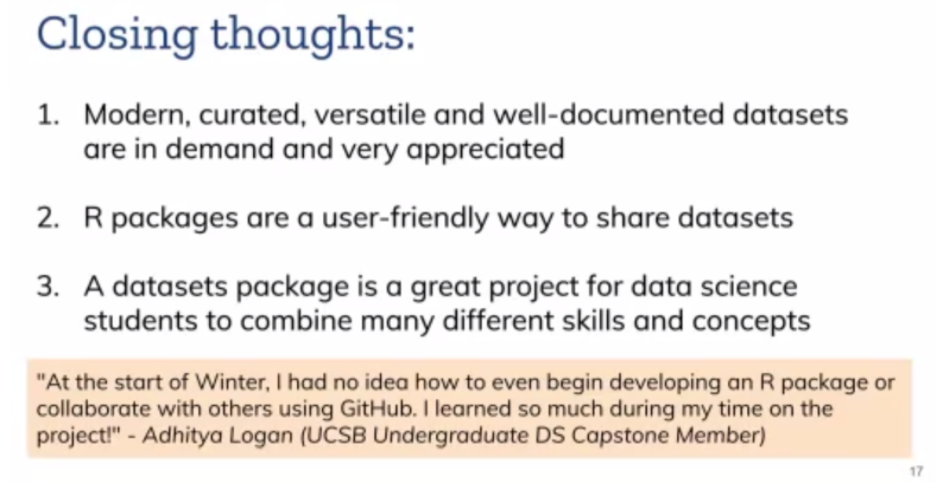 Closing thoughts:
1. Modern, curated, versatile and well-documented datasets
are in demand and very appreciated
2. R packages are a user-friendly way to share datasets
3. A datasets package is a great project for data science
students to combine many different skills and concepts
"At the start of Winter, I had no idea how to even begin developing an R package or
collaborate with others using GitHub. I learned so much during my time on the
project!" - Adhitya Logan (UCSB Undergraduate DS Capstone Member)
17